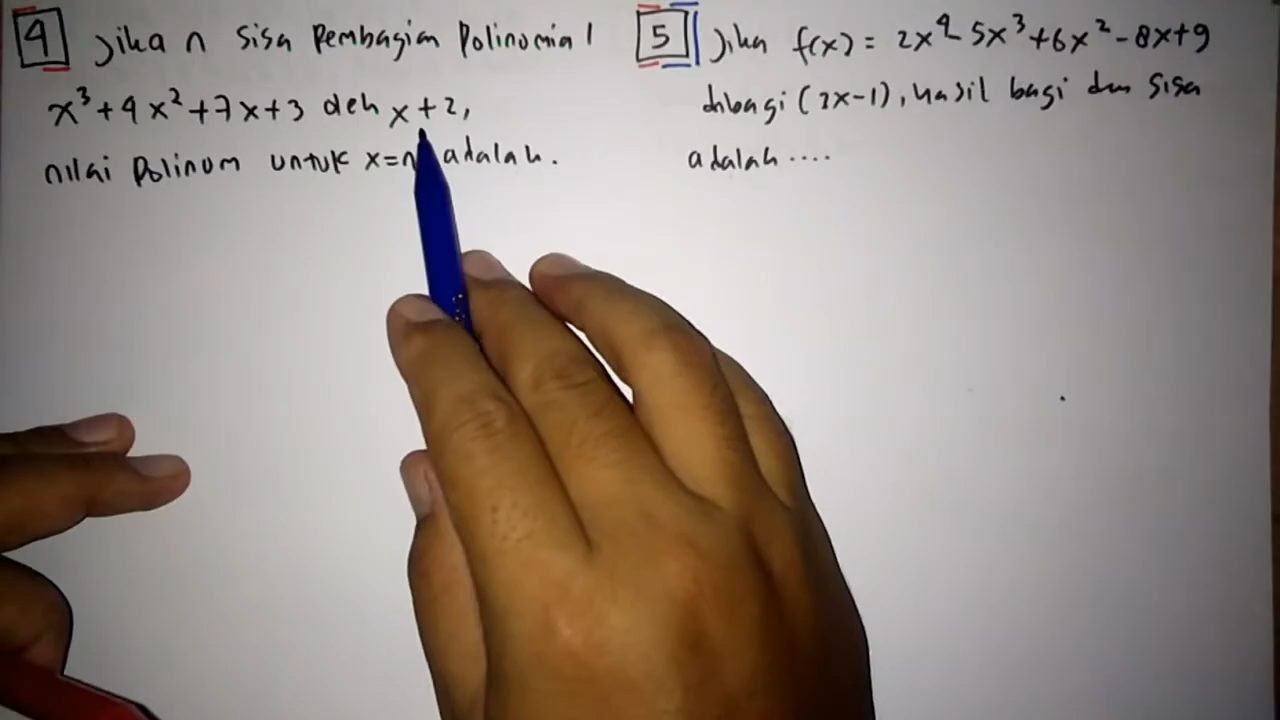 4 Jika n sisa Pembagian Polinomial
x³+4x²+7x+3 oleh x+2,
nilai Polinom untuk x=n adalah.
5 Jika f(x) = 2x⁴-5x³+6x²-8x+9
dibagi (2x-1), hasil bagi dan sisa
adalah....